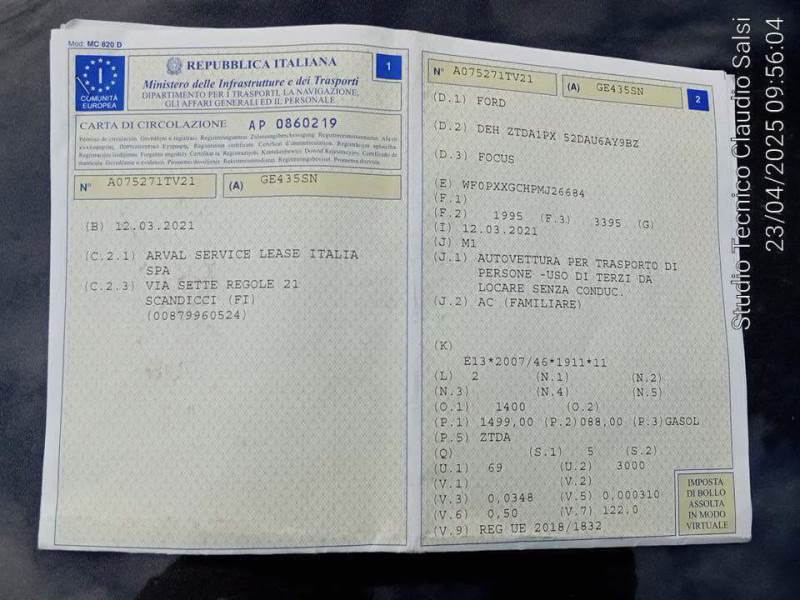 Mod. MC 820 D
I
COMUNITÀ
EUROPEA
REPUBBLICA ITALIANA
1
Ministero delle Infrastrutture e dei Trasporti
DIPARTIMENTO PER I TRASPORTI, LA NAVIGAZIONE,
GLI AFFARI GENERALI ED IL PERSONALE
CARTA DI CIRCOLAZIONE AP 0860219
N° A075271TV21 (A) GE435SN
(B) 12.03.2021
(C.2.1) ARVAL SERVICE LEASE ITALIA
SPA
(C.2.3) VIA SETTE REGOLE 21
SCANDICCI (FI)
(00879960524)
N° A075271TV21 (A) GE435SN
2
(D.1) FORD
(D.2) DEH ZTDA1PX 52DAU6AY9BZ
(D.3) FOCUS
(E) WF0PXXGCHPMJ26684
(F.1)
(F.2) 1995 (F.3) 3395 (G)
(I) 12.03.2021
(J) M1
(J.1) AUTOVETTURA PER TRASPORTO DI
PERSONE -USO DI TERZI DA
LOCARE SENZA CONDUC.
(J.2) AC (FAMILIARE)
(K)
E13*2007/46*1911*11
(L) 2 (N.1) (N.2)
(N.3) (N.4) (N.5)
(O.1) 1400 (O.2)
(P.1) 1499,00 (P.2)088,00 (P.3)GASOL
(P.5) ZTDA
(Q) (S.1) 5 (S.2)
(U.1) 69 (U.2) 3000
(V.1) (V.2)
(V.3) 0,0348 (V.5) 0,000310
(V.6) 0,50 (V.7) 122,0
(V.9) REG UE 2018/1832
IMPOSTA
DI BOLLO
ASSOLTA
IN MODO
VIRTUALE
Studio Tecnico Claudio Salsi
23/04/2025 09:56:04